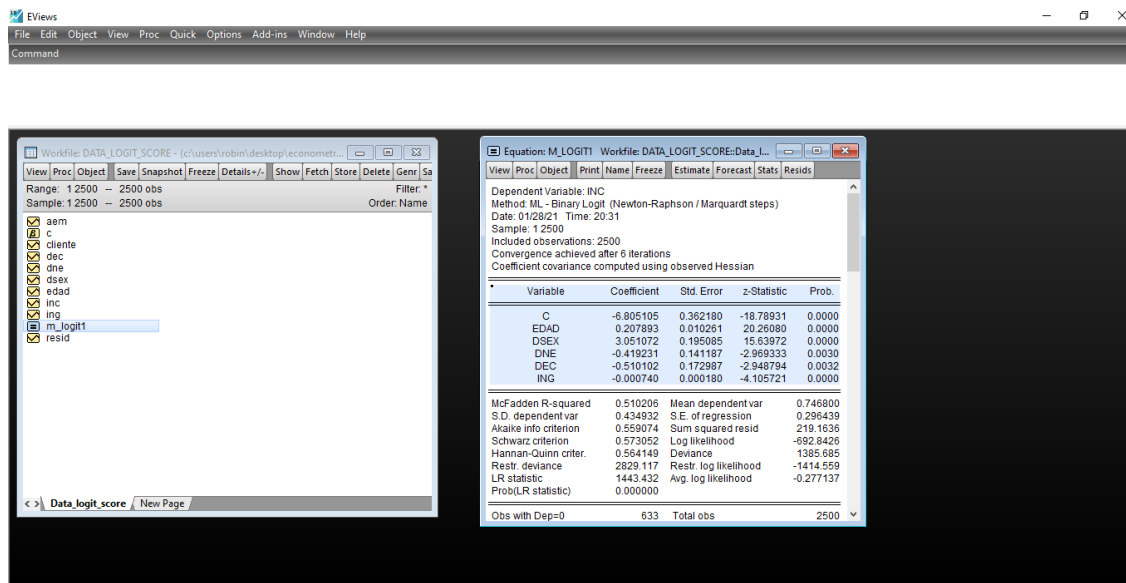 EViews
File Edit Object View Proc Quick Options Add-ins Window Help
Command
Workfile: DATA_LOGIT_SCORE - (c:\users\robin\desktop\econometr...
View Proc Object Save Snapshot Freeze Details+/- Show Fetch Store Delete Genr Sa
Range: 1 2500 -- 2500 obs Filter: *
Sample: 1 2500 -- 2500 obs Order: Name
aem
c
cliente
dec
dne
dsex
edad
inc
ing
m_logit1
resid
Data_logit_score New Page
Equation: M_LOGIT1 Workfile: DATA_LOGIT_SCORE::Data_l...
View Proc Object Print Name Freeze Estimate Forecast Stats Resids
Dependent Variable: INC
Method: ML - Binary Logit (Newton-Raphson / Marquardt steps)
Date: 01/28/21 Time: 20:31
Sample: 1 2500
Included observations: 2500
Convergence achieved after 6 iterations
Coefficient covariance computed using observed Hessian
Variable Coefficient Std. Error z-Statistic Prob.
C -6.805105 0.362180 -18.78931 0.0000
EDAD 0.207893 0.010261 20.26080 0.0000
DSEX 3.051072 0.195085 15.63972 0.0000
DNE -0.419231 0.141187 -2.969333 0.0030
DEC -0.510102 0.172987 -2.948794 0.0032
ING -0.000740 0.000180 -4.105721 0.0000
McFadden R-squared 0.510206 Mean dependent var 0.746800
S.D. dependent var 0.434932 S.E. of regression 0.296439
Akaike info criterion 0.559074 Sum squared resid 219.1636
Schwarz criterion 0.573052 Log likelihood -692.8426
Hannan-Quinn criter. 0.564149 Deviance 1385.685
Restr. deviance 2829.117 Restr. log likelihood -1414.559
LR statistic 1443.432 Avg. log likelihood -0.277137
Prob(LR statistic) 0.000000
Obs with Dep=0 633 Total obs 2500